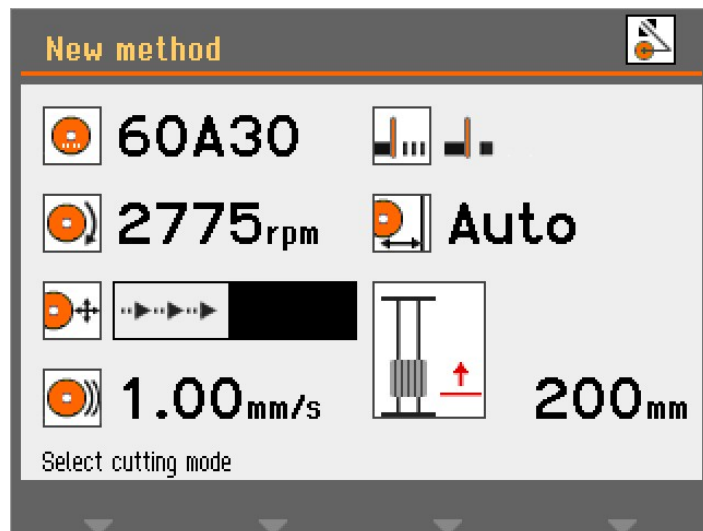 New method
60A30
2775rpm
Auto
1.00mm/s
200mm
Select cutting mode